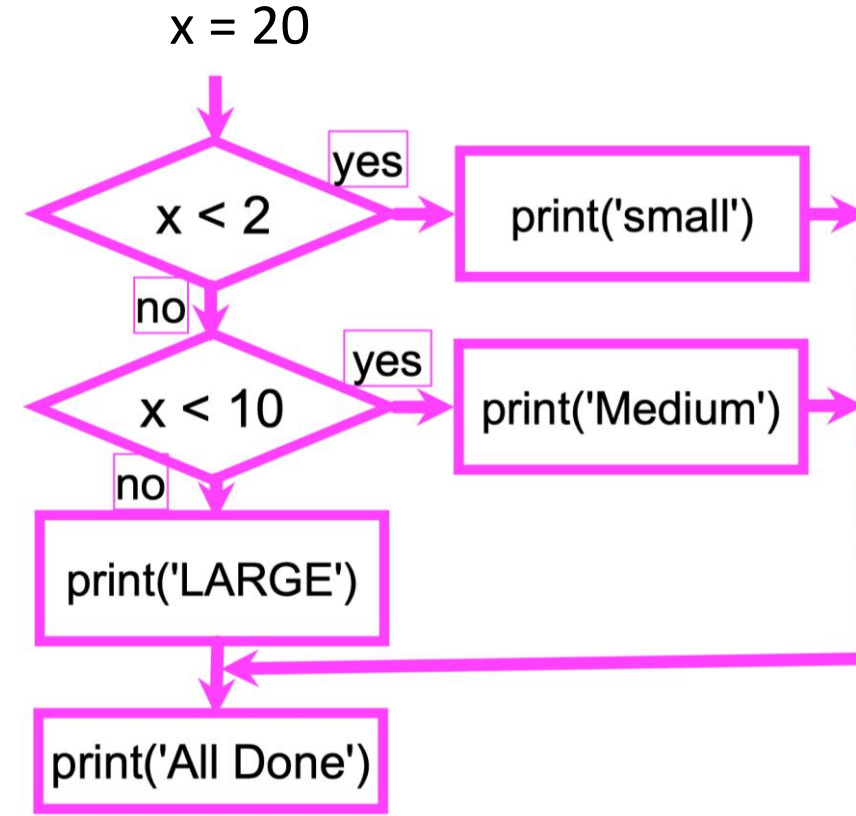 x = 20
yes
x < 2
print('small')
no
yes
x < 10
print('Medium')
no
print('LARGE')
print('All Done')